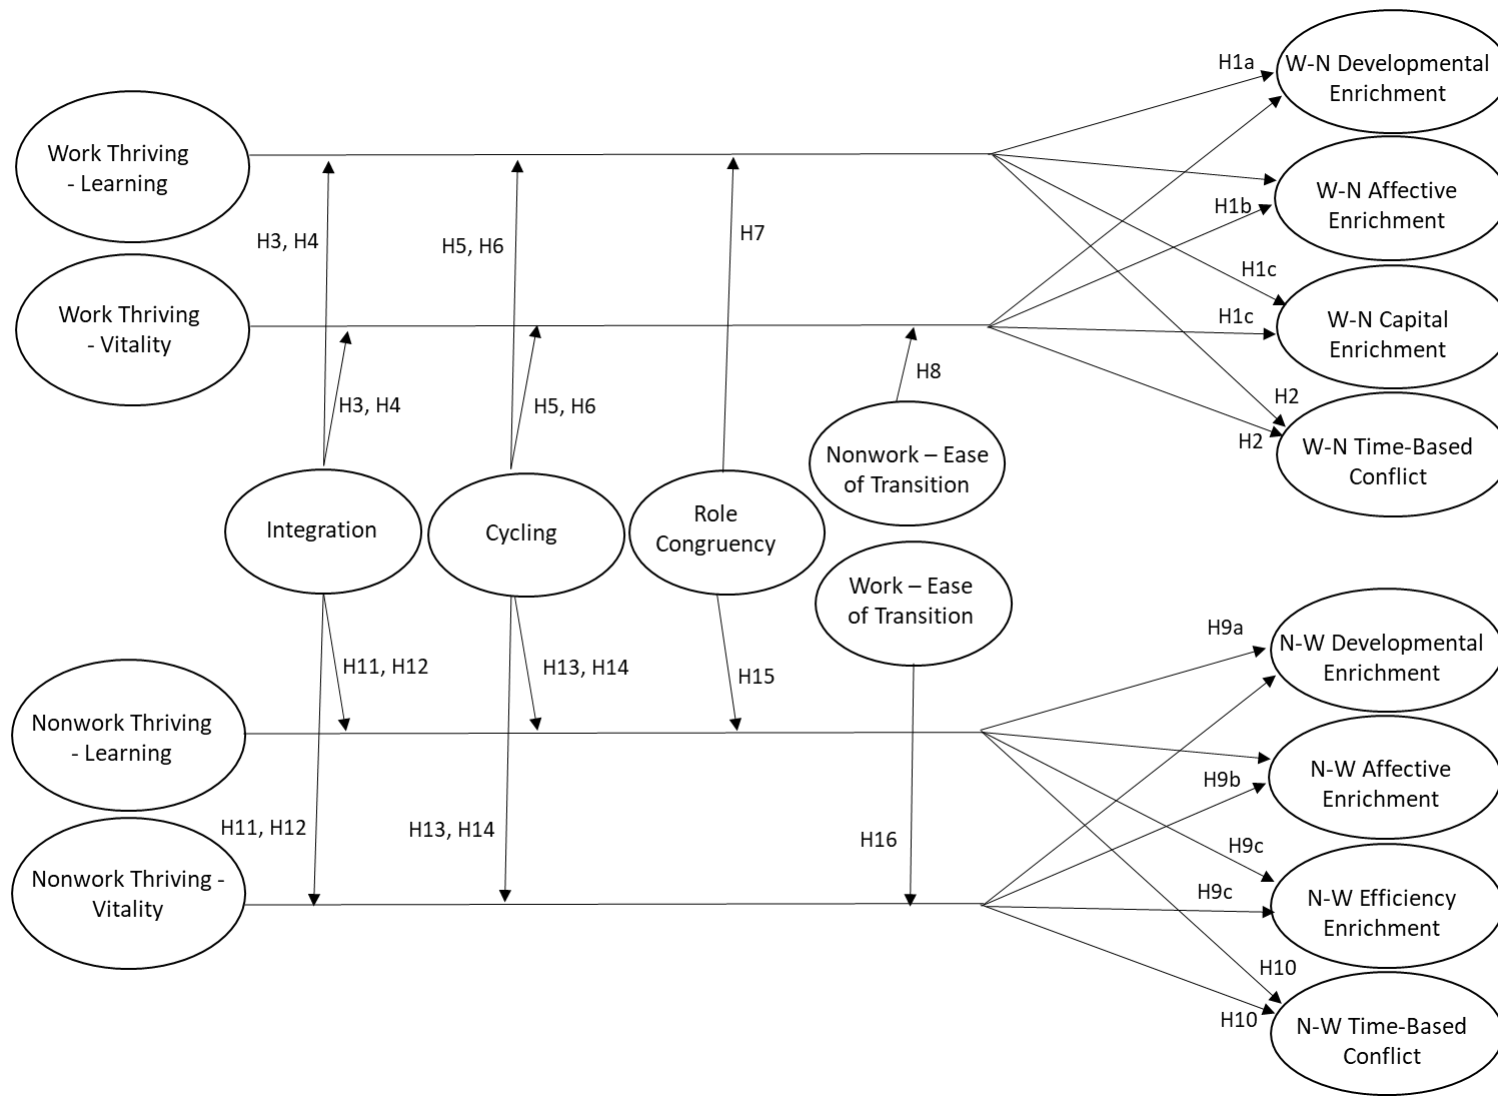 H1a
W-N Developmental
Enrichment
Work Thriving
- Learning
W-N Affective
Enrichment
H1b
H3, H4
H5, H6
H7
H1c
Work Thriving
- Vitality
H1c
W-N Capital
Enrichment
H8
H3, H4
H5, H6
H2
H2
W-N Time-Based
Conflict
Nonwork – Ease
of Transition
Integration
Cycling
Role
Congruency
Work – Ease
of Transition
H9a
N-W Developmental
Enrichment
H11, H12
H13, H14
H15
Nonwork Thriving
- Learning
H9b
N-W Affective
Enrichment
H11, H12
H13, H14
H16
H9c
Nonwork Thriving -
Vitality
H9c
N-W Efficiency
Enrichment
H10
H10
N-W Time-Based
Conflict